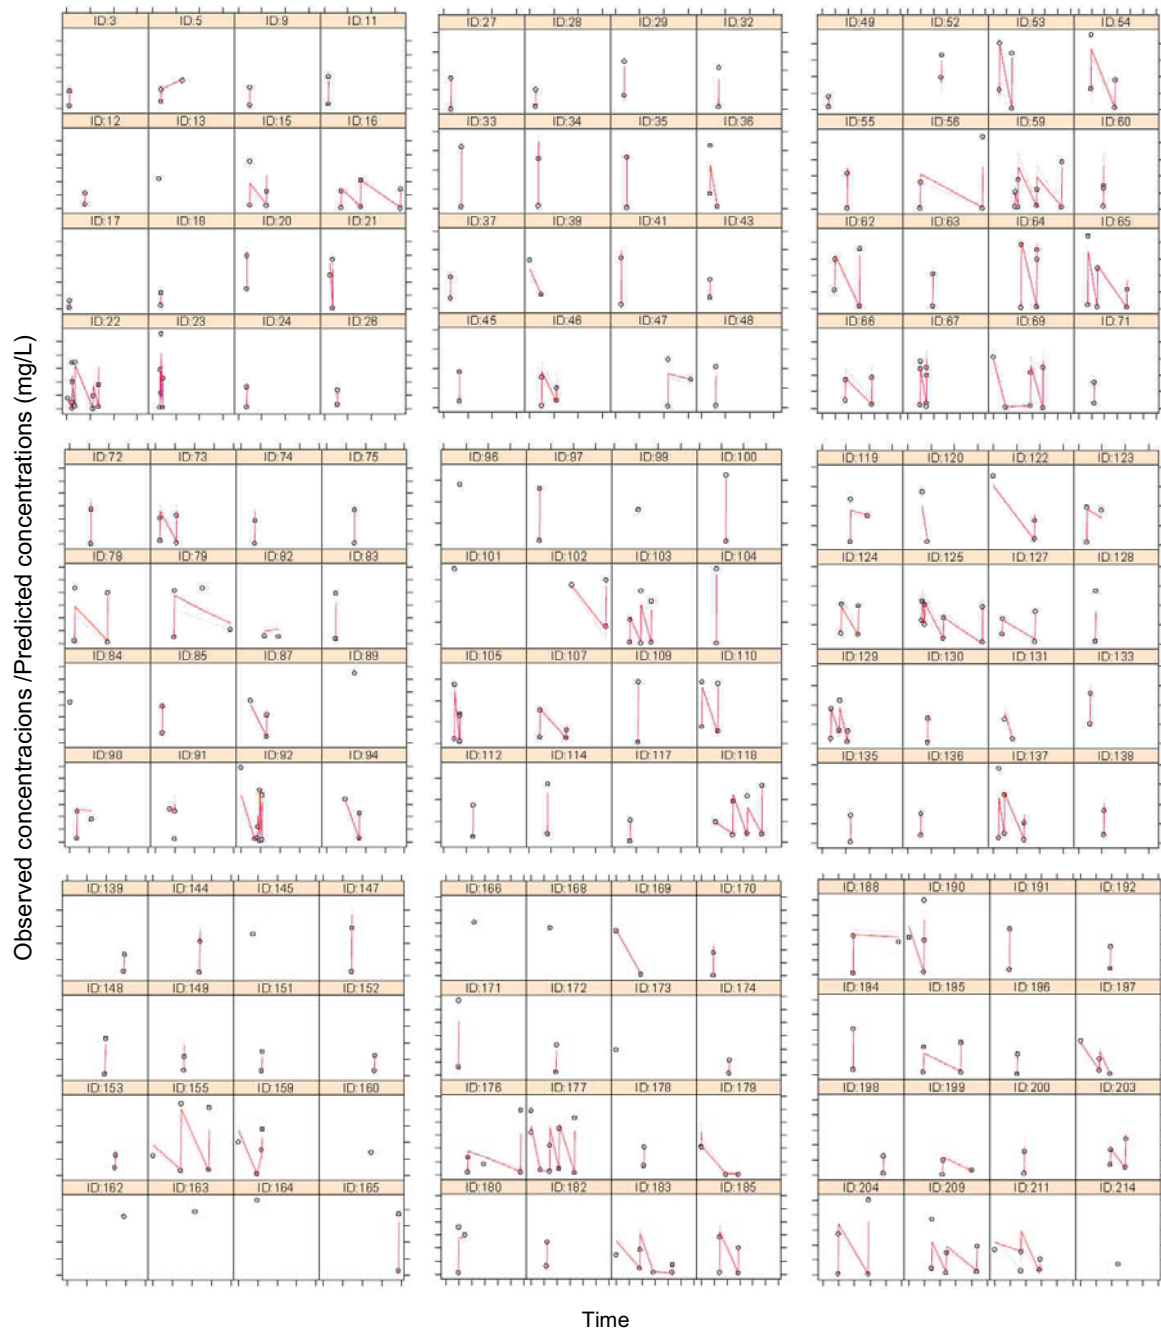 Observed concentracions /Predicted concentrations (mg/L)
ID:3 ID:5 ID:9 ID:11
ID:12 ID:13 ID:15 ID:16
ID:17 ID:18 ID:20 ID:21
ID:22 ID:23 ID:24 ID:26
ID:27 ID:28 ID:29 ID:32
ID:33 ID:34 ID:35 ID:36
ID:37 ID:39 ID:41 ID:43
ID:45 ID:46 ID:47 ID:48
ID:49 ID:52 ID:53 ID:54
ID:55 ID:56 ID:59 ID:60
ID:62 ID:63 ID:64 ID:65
ID:66 ID:67 ID:69 ID:71
ID:72 ID:73 ID:74 ID:75
ID:78 ID:79 ID:82 ID:83
ID:84 ID:85 ID:87 ID:89
ID:90 ID:91 ID:92 ID:94
ID:96 ID:97 ID:99 ID:100
ID:101 ID:102 ID:103 ID:104
ID:105 ID:107 ID:109 ID:110
ID:112 ID:114 ID:117 ID:118
ID:119 ID:120 ID:122 ID:123
ID:124 ID:125 ID:127 ID:128
ID:129 ID:130 ID:131 ID:133
ID:135 ID:136 ID:137 ID:138
ID:139 ID:144 ID:145 ID:147
ID:148 ID:149 ID:151 ID:152
ID:153 ID:155 ID:159 ID:160
ID:162 ID:163 ID:164 ID:165
ID:166 ID:168 ID:169 ID:170
ID:171 ID:172 ID:173 ID:174
ID:176 ID:177 ID:178 ID:179
ID:180 ID:182 ID:183 ID:185
ID:188 ID:190 ID:191 ID:192
ID:194 ID:195 ID:196 ID:197
ID:198 ID:199 ID:200 ID:203
ID:204 ID:209 ID:211 ID:214
Time